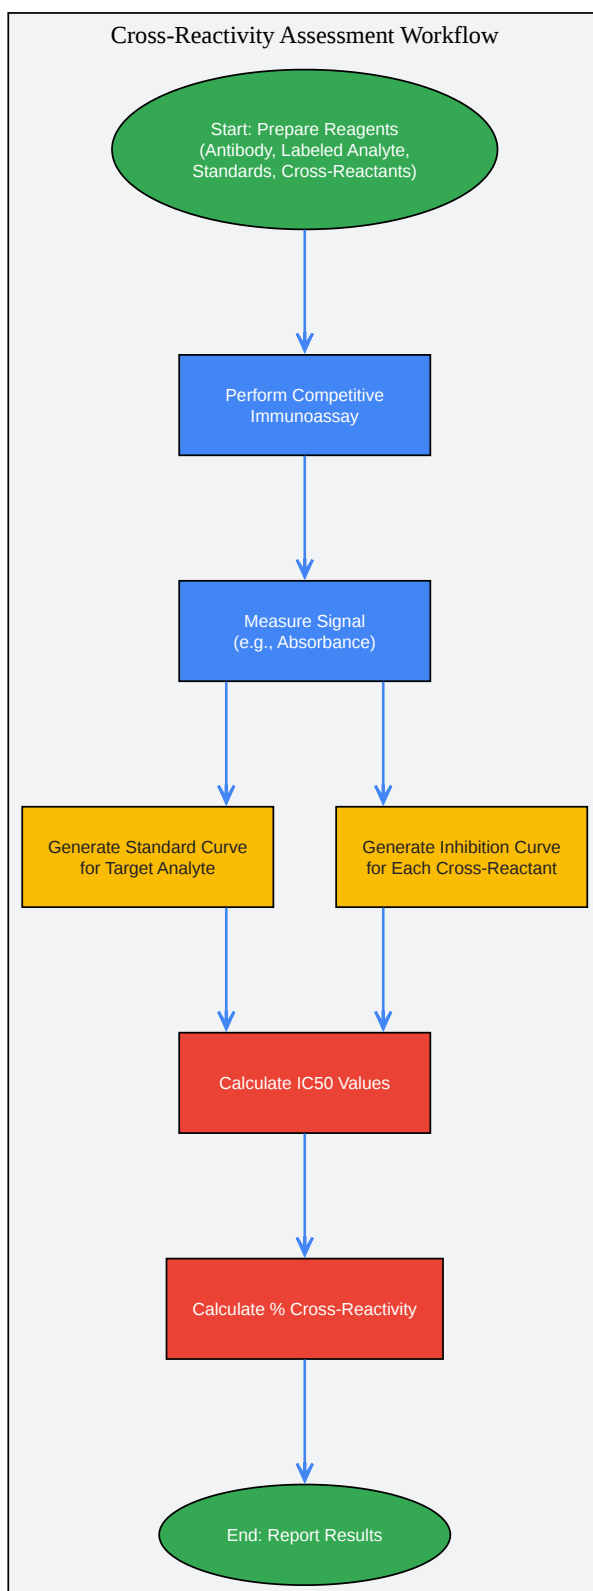 Cross-Reactivity Assessment Workflow
Start: Prepare Reagents
(Antibody, Labeled Analyte,
Standards, Cross-Reactants)
Perform Competitive
Immunoassay
Measure Signal
(e.g., Absorbance)
Generate Standard Curve
for Target Analyte
Generate Inhibition Curve
for Each Cross-Reactant
Calculate IC50 Values
Calculate % Cross-Reactivity
End: Report Results